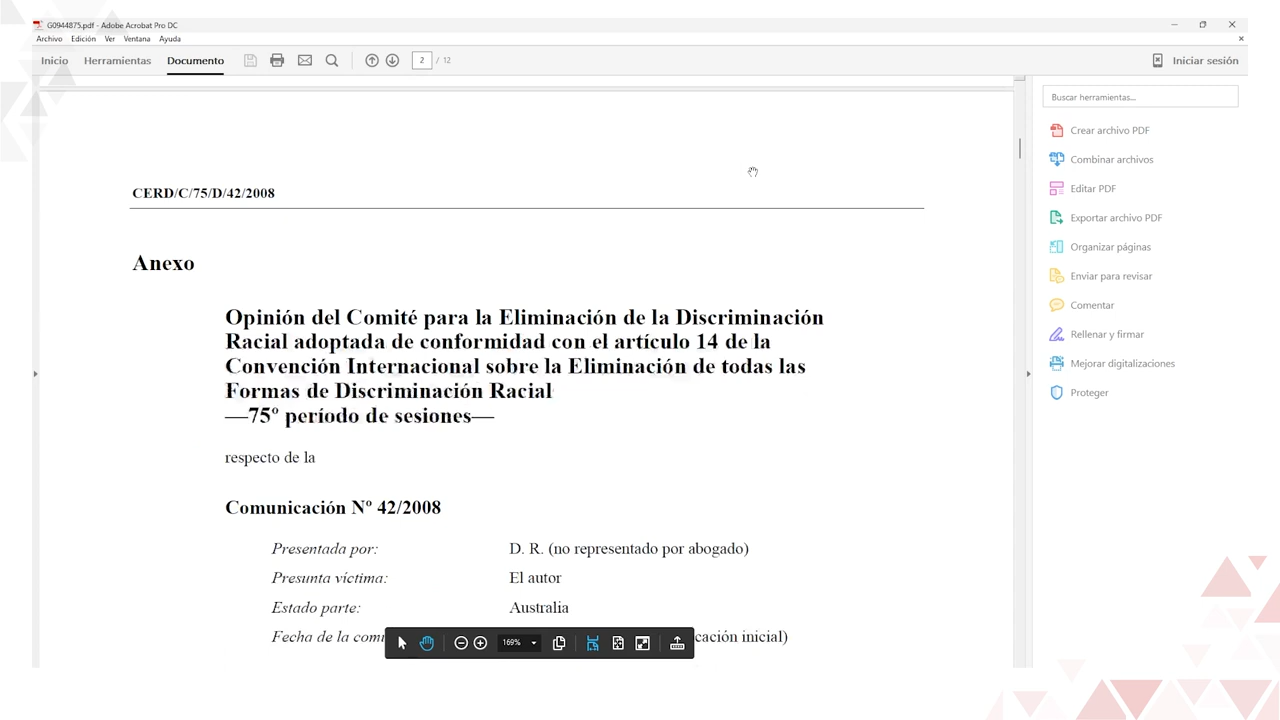 G0944875.pdf - Adobe Acrobat Pro DC
Archivo Edición Ver Ventana Ayuda
Inicio Herramientas Documento 2 / 12 Iniciar sesión
Buscar herramientas...
Crear archivo PDF
Combinar archivos
Editar PDF
Exportar archivo PDF
Organizar páginas
Enviar para revisar
Comentar
Rellenar y firmar
Mejorar digitalizaciones
Proteger
CERD/C/75/D/42/2008
Anexo
Opinión del Comité para la Eliminación de la Discriminación
Racial adoptada de conformidad con el artículo 14 de la
Convención Internacional sobre la Eliminación de todas las
Formas de Discriminación Racial
—75º período de sesiones—
respecto de la
Comunicación Nº 42/2008
Presentada por: D. R. (no representado por abogado)
Presunta víctima: El autor
Estado parte: Australia
Fecha de la comu cación inicial)
169%